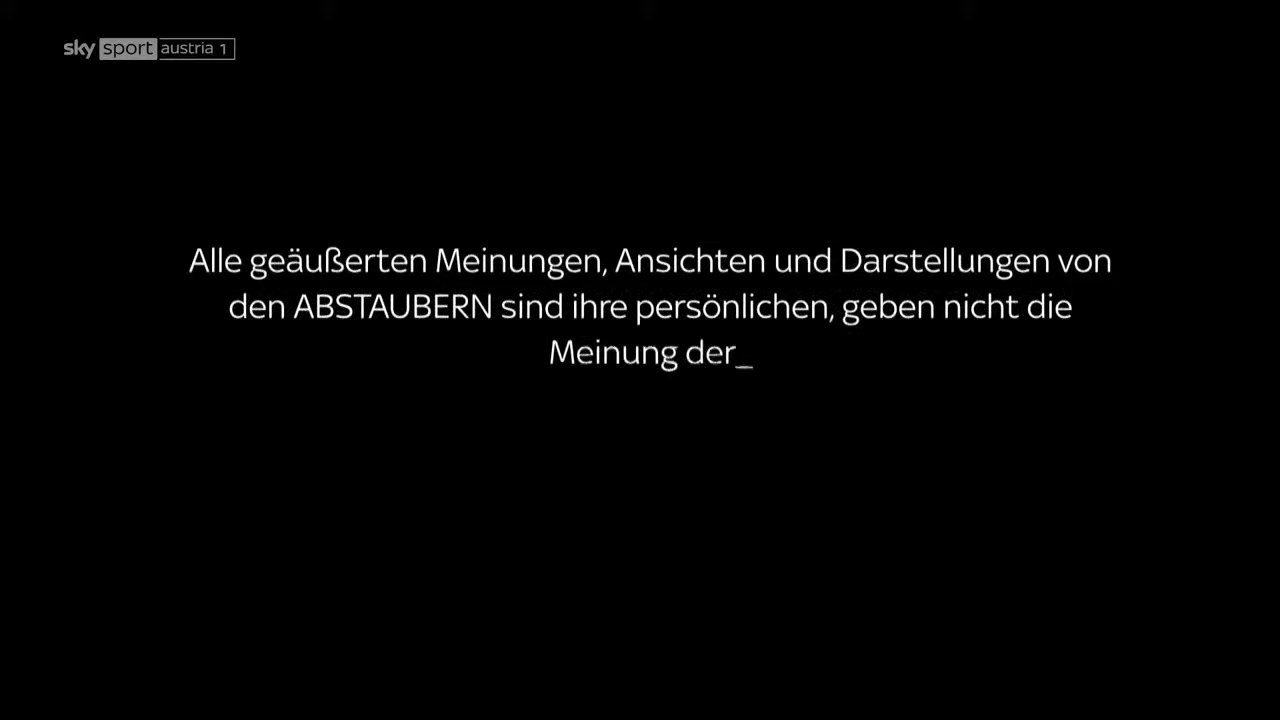 sky sport austria 1
Alle geäußerten Meinungen, Ansichten und Darstellungen von
den ABSTAUBERN sind ihre persönlichen, geben nicht die
Meinung der_